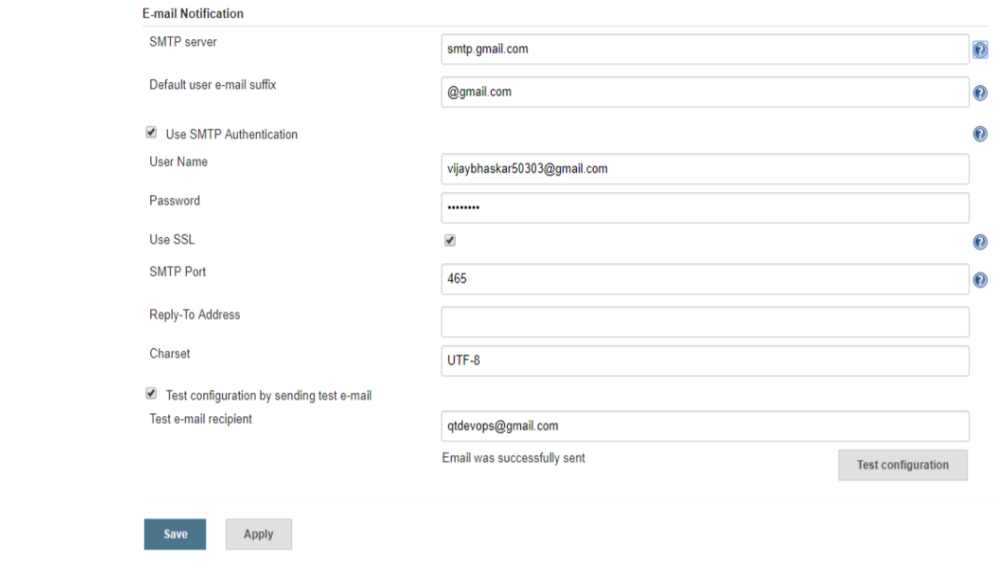 E-mail Notification
SMTP server
smtp.gmail.com
Default user e-mail suffix
@gmail.com
Use SMTP Authentication
User Name
vijaybhaskar50303@gmail.com
Password
••••••••
Use SSL
SMTP Port
465
Reply-To Address
Charset
UTF-8
Test configuration by sending test e-mail
Test e-mail recipient
qtdevops@gmail.com
Email was successfully sent
Test configuration
Save Apply